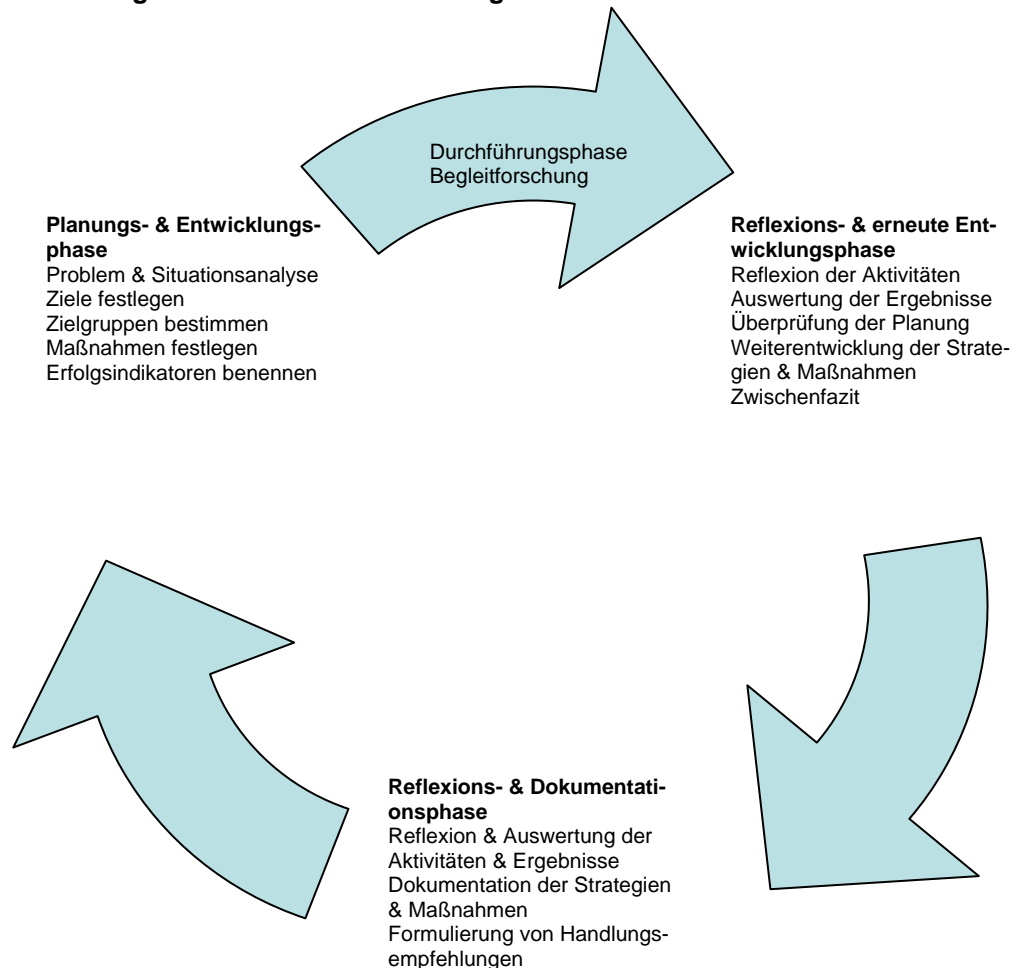 Durchführungsphase
Begleitforschung
Planungs- & Entwicklungs-
phase
Problem & Situationsanalyse
Ziele festlegen
Zielgruppen bestimmen
Maßnahmen festlegen
Erfolgsindikatoren benennen
Reflexions- & erneute Ent-
wicklungsphase
Reflexion der Aktivitäten
Auswertung der Ergebnisse
Überprüfung der Planung
Weiterentwicklung der Strate-
gien & Maßnahmen
Zwischenfazit
Reflexions- & Dokumentati-
onsphase
Reflexion & Auswertung der
Aktivitäten & Ergebnisse
Dokumentation der Strategien
& Maßnahmen
Formulierung von Handlungs-
empfehlungen